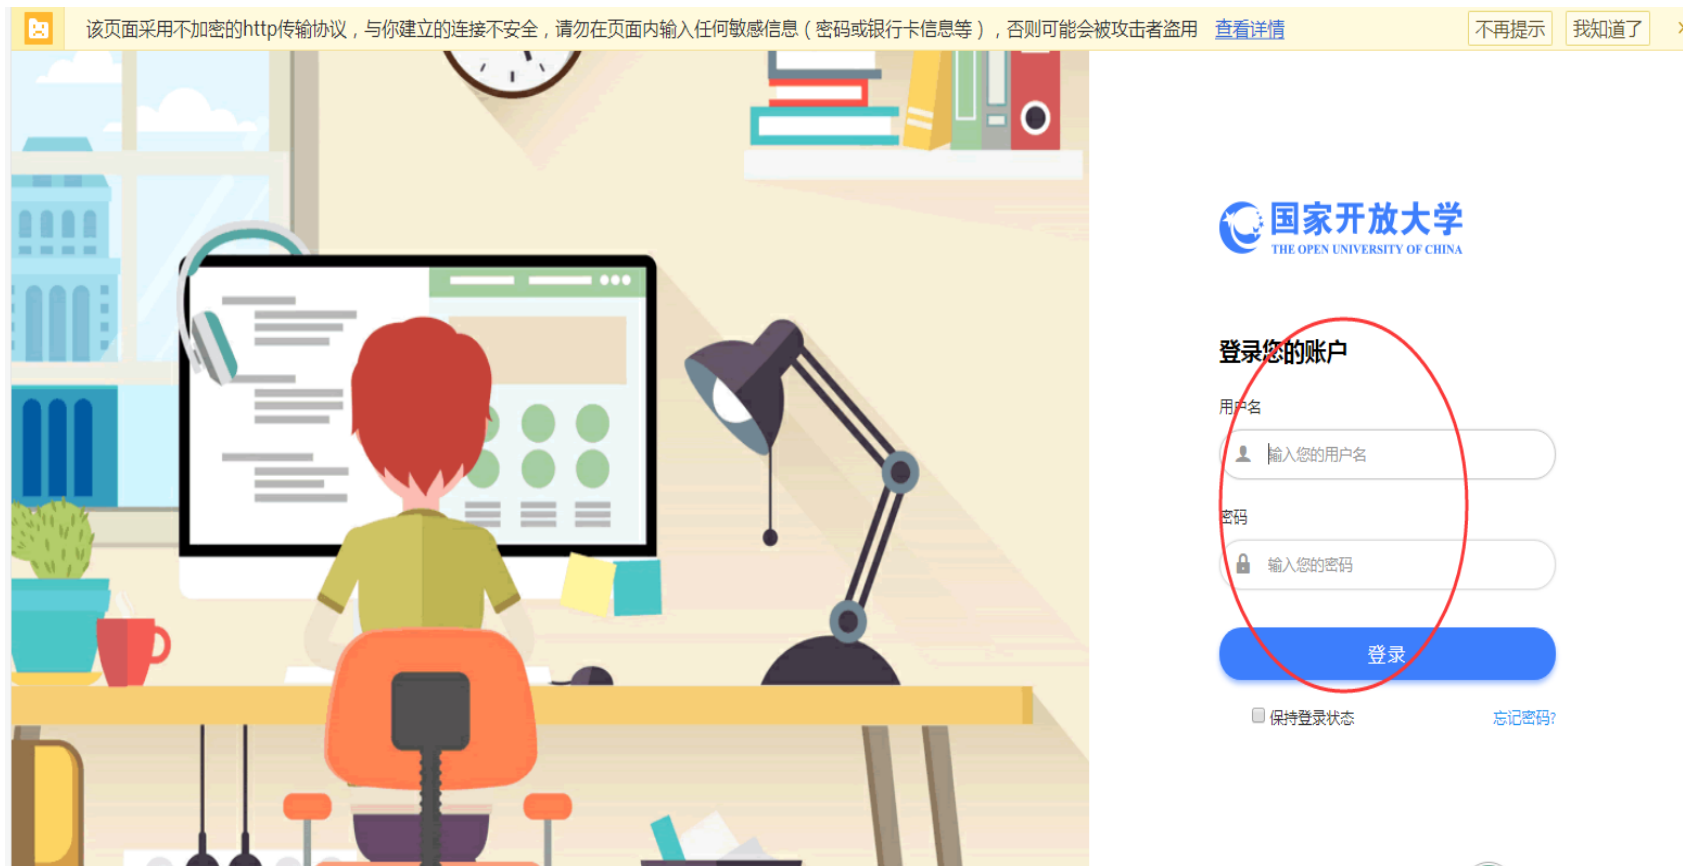 该页面采用不加密的http传输协议，与你建立的连接不安全，请勿在页面内输入任何敏感信息（密码或银行卡信息等），否则可能会被攻击者盗用 查看详情 不再提示 我知道了
国家开放大学
THE OPEN UNIVERSITY OF CHINA
登录您的账户
用户名
输入您的用户名
密码
输入您的密码
登录
保持登录状态 忘记密码?